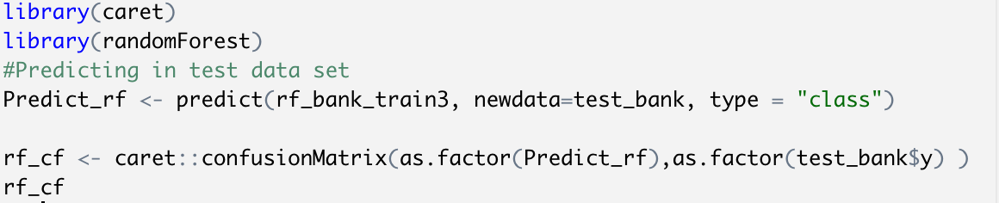 library(caret)
library(randomForest)
#Predicting in test data set
Predict_rf <- predict(rf_bank_train3, newdata=test_bank, type = "class")
rf_cf <- caret::confusionMatrix(as.factor(Predict_rf),as.factor(test_bank$y) )
rf_cf